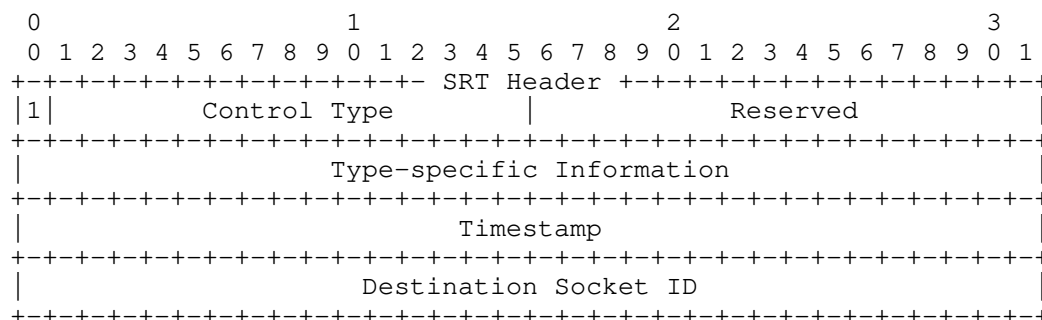 0                   1                   2                   3
 0 1 2 3 4 5 6 7 8 9 0 1 2 3 4 5 6 7 8 9 0 1 2 3 4 5 6 7 8 9 0 1
+-+-+-+-+-+-+-+-+-+-+-+-+- SRT Header +-+-+-+-+-+-+-+-+-+-+-+-+-+
|1|         Control Type        |            Reserved           |
+-+-+-+-+-+-+-+-+-+-+-+-+-+-+-+-+-+-+-+-+-+-+-+-+-+-+-+-+-+-+-+-+
|                   Type-specific Information                   |
+-+-+-+-+-+-+-+-+-+-+-+-+-+-+-+-+-+-+-+-+-+-+-+-+-+-+-+-+-+-+-+-+
|                           Timestamp                           |
+-+-+-+-+-+-+-+-+-+-+-+-+-+-+-+-+-+-+-+-+-+-+-+-+-+-+-+-+-+-+-+-+
|                     Destination Socket ID                     |
+-+-+-+-+-+-+-+-+-+-+-+-+-+-+-+-+-+-+-+-+-+-+-+-+-+-+-+-+-+-+-+-+